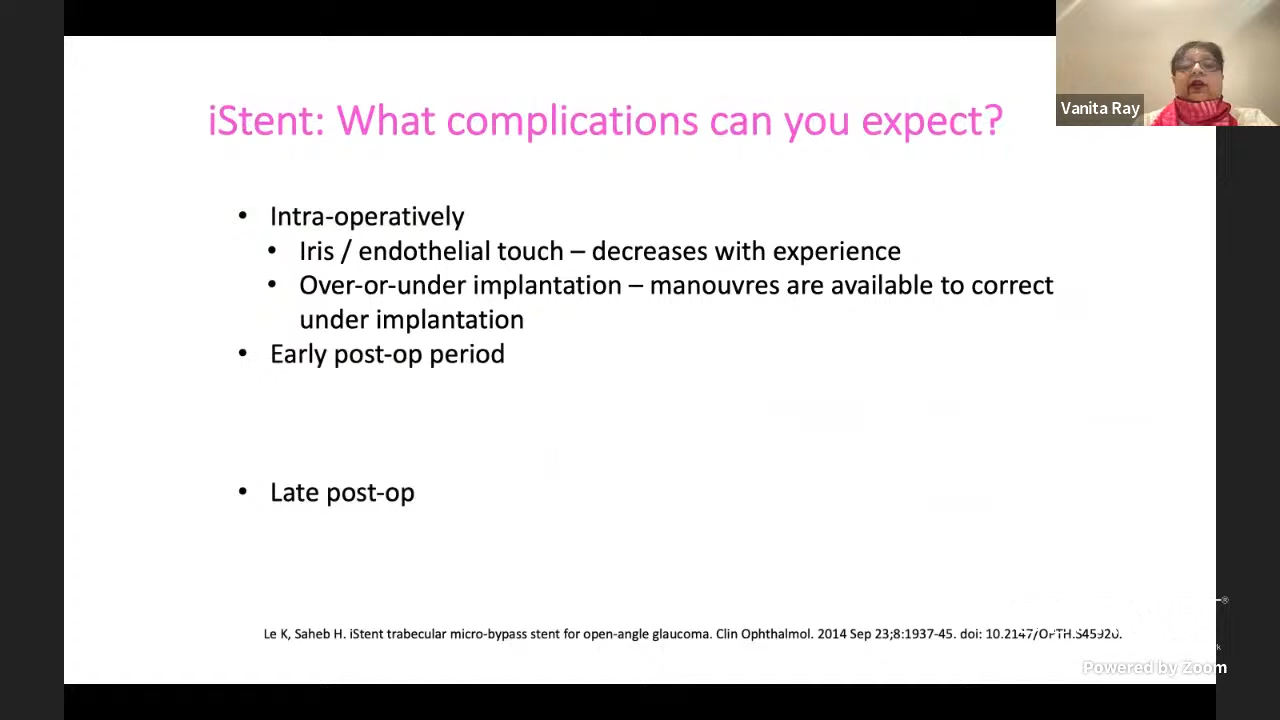 iStent: What complications can you expect?
Vanita Ray
• Intra-operatively
• Iris / endothelial touch – decreases with experience
• Over-or-under implantation – manouvres are available to correct
under implantation
• Early post-op period
• Late post-op
Le K, Saheb H. iStent trabecular micro-bypass stent for open-angle glaucoma. Clin Ophthalmol. 2014 Sep 23;8:1937-45. doi: 10.2147/OPTH.S45920.
Powered by Zoom